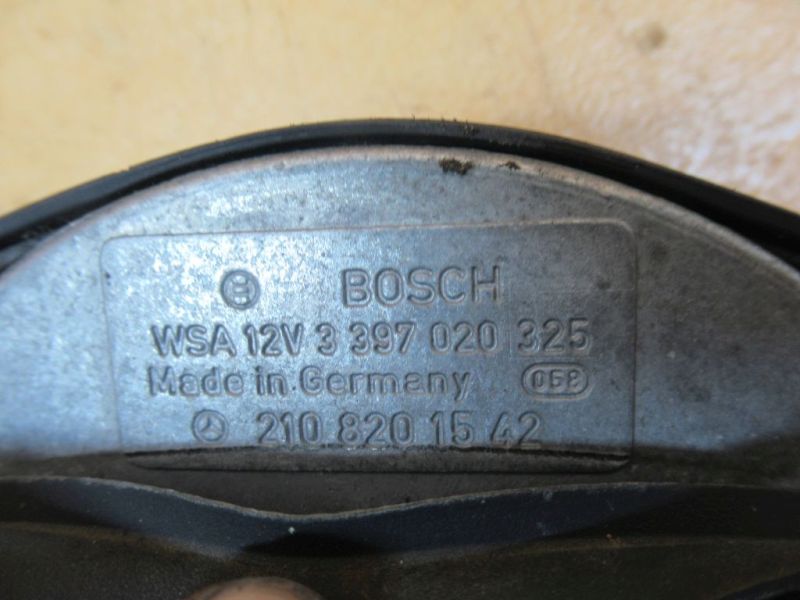 BOSCH
WSA 12V 3 397 020 325
Made in Germany
210 820 15 42